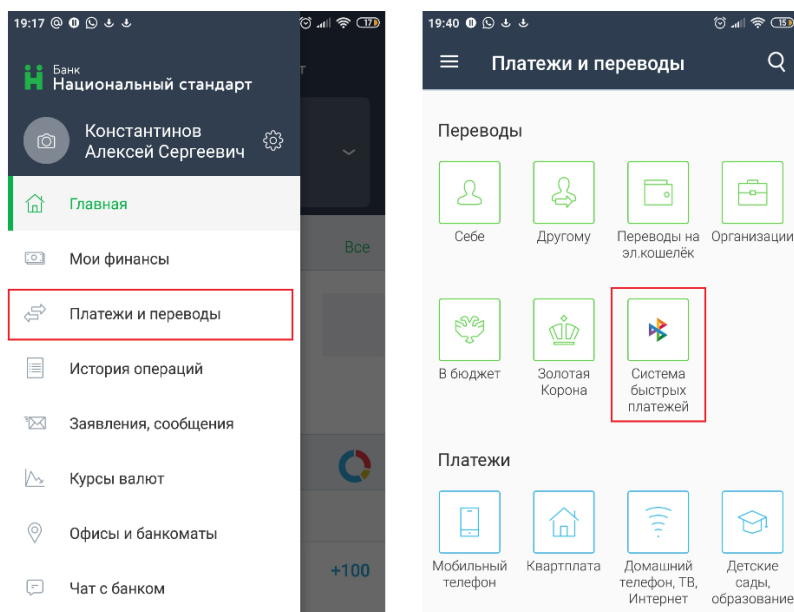 19:17
17
Банк
Национальный стандарт
Константинов
Алексей Сергеевич
Главная
Все
Мои финансы
Платежи и переводы
История операций
Заявления, сообщения
Курсы валют
Офисы и банкоматы
+100
Чат с банком
19:40
15
Платежи и переводы
Переводы
Себе
Другому
Переводы на
эл.кошелёк
Организации
В бюджет
Золотая
Корона
Система
быстрых
платежей
Платежи
Мобильный
телефон
Квартплата
Домашний
телефон, ТВ,
Интернет
Детские
сады,
образование